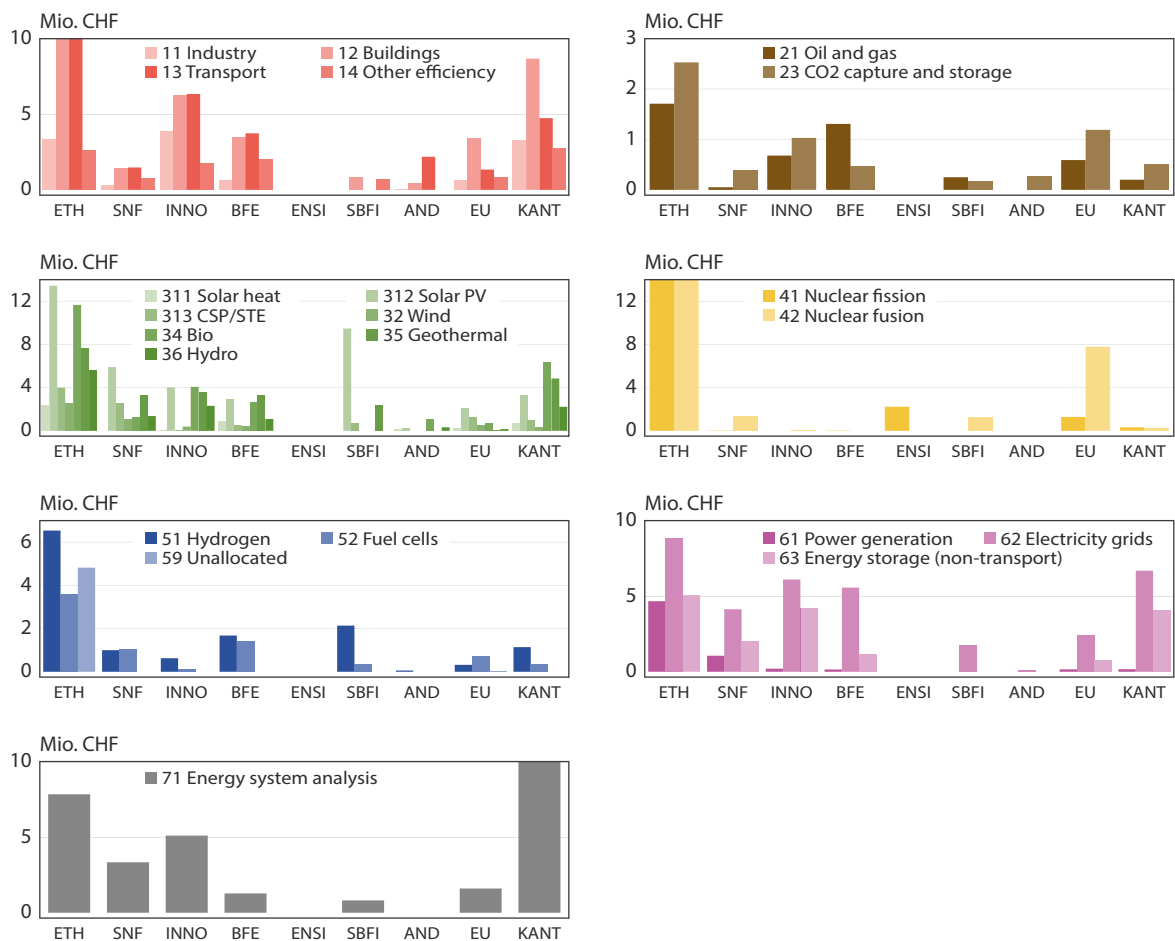 Mio. CHF
10
5
0
11 Industry 12 Buildings
13 Transport 14 Other efficiency
ETH SNF INNO BFE ENSI SBFI AND EU KANT
Mio. CHF
3
2
1
0
21 Oil and gas
23 CO2 capture and storage
ETH SNF INNO BFE ENSI SBFI AND EU KANT
Mio. CHF
12
8
4
0
311 Solar heat 312 Solar PV
313 CSP/STE 32 Wind
34 Bio 35 Geothermal
36 Hydro
ETH SNF INNO BFE ENSI SBFI AND EU KANT
Mio. CHF
12
8
4
0
41 Nuclear fission
42 Nuclear fusion
ETH SNF INNO BFE ENSI SBFI AND EU KANT
Mio. CHF
6
4
2
0
51 Hydrogen 52 Fuel cells
59 Unallocated
ETH SNF INNO BFE ENSI SBFI AND EU KANT
Mio. CHF
10
5
0
61 Power generation 62 Electricity grids
63 Energy storage (non-transport)
ETH SNF INNO BFE ENSI SBFI AND EU KANT
Mio. CHF
10
5
0
71 Energy system analysis
ETH SNF INNO BFE ENSI SBFI AND EU KANT